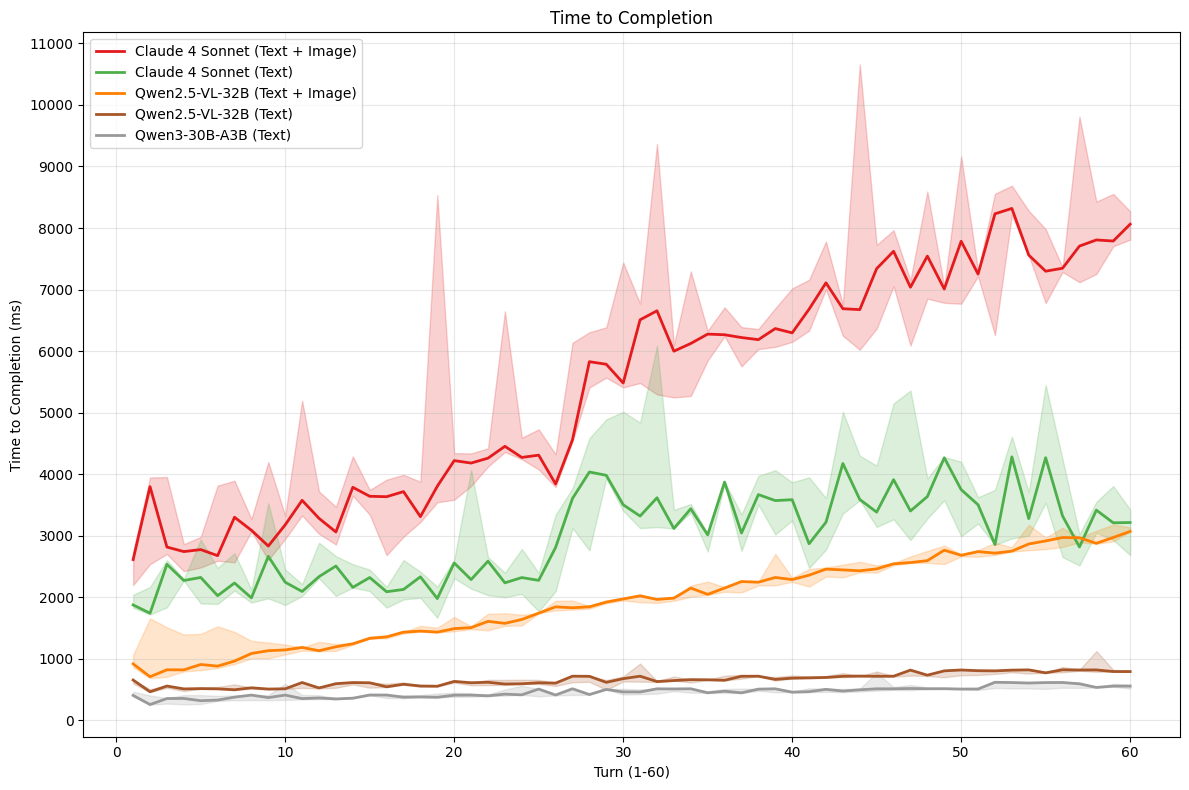 Time to Completion
Claude 4 Sonnet (Text + Image)
Claude 4 Sonnet (Text)
Qwen2.5-VL-32B (Text + Image)
Qwen2.5-VL-32B (Text)
Qwen3-30B-A3B (Text)
Time to Completion (ms)
11000
10000
9000
8000
7000
6000
5000
4000
3000
2000
1000
0
0 10 20 30 40 50 60
Turn (1-60)